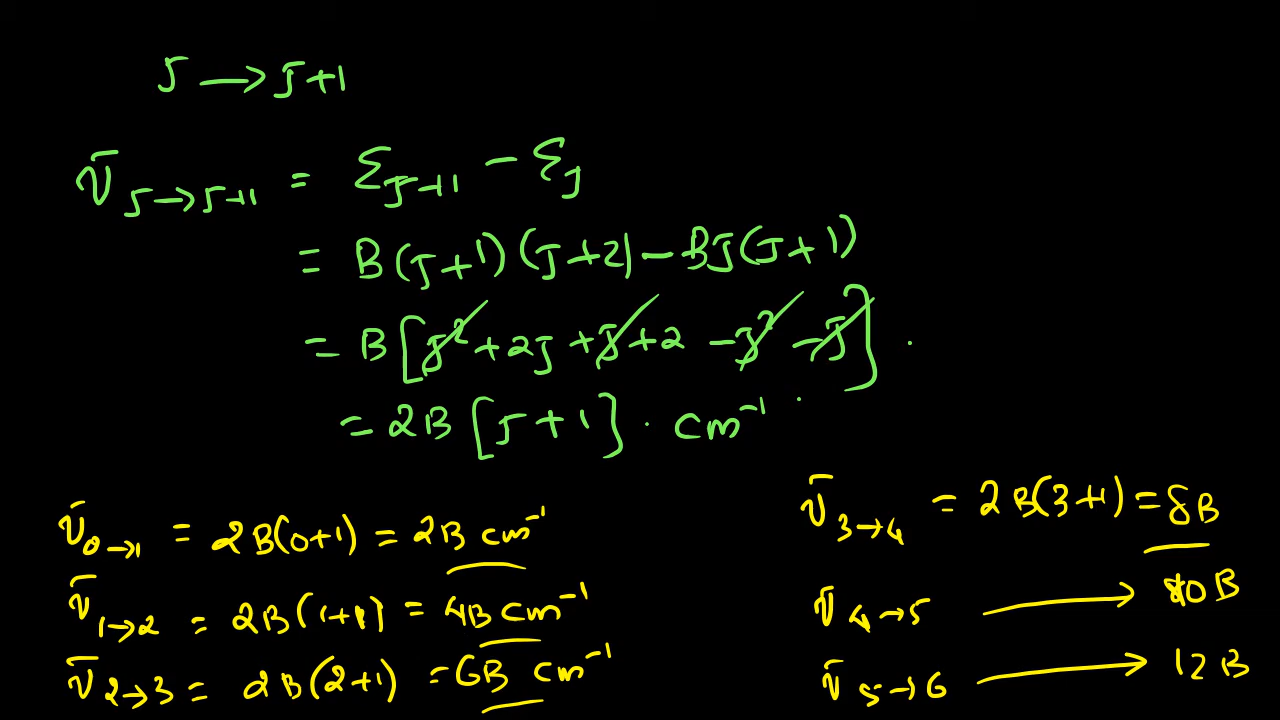 J → J+1
ν̄ J→J+1 = Σ J+1 − Σ J
= B(J+1)(J+2) − BJ(J+1)
= B[J² + 2J + J + 2 − J² − J] .
= 2B[J+1] . cm⁻¹
ν̄ 0→1 = 2B(0+1) = 2B cm⁻¹
ν̄ 1→2 = 2B(1+1) = 4B cm⁻¹
ν̄ 2→3 = 2B(2+1) = 6B cm⁻¹
ν̄ 3→4 = 2B(3+1) = 8B
ν̄ 4→5 → 10B
ν̄ 5→6 → 12B